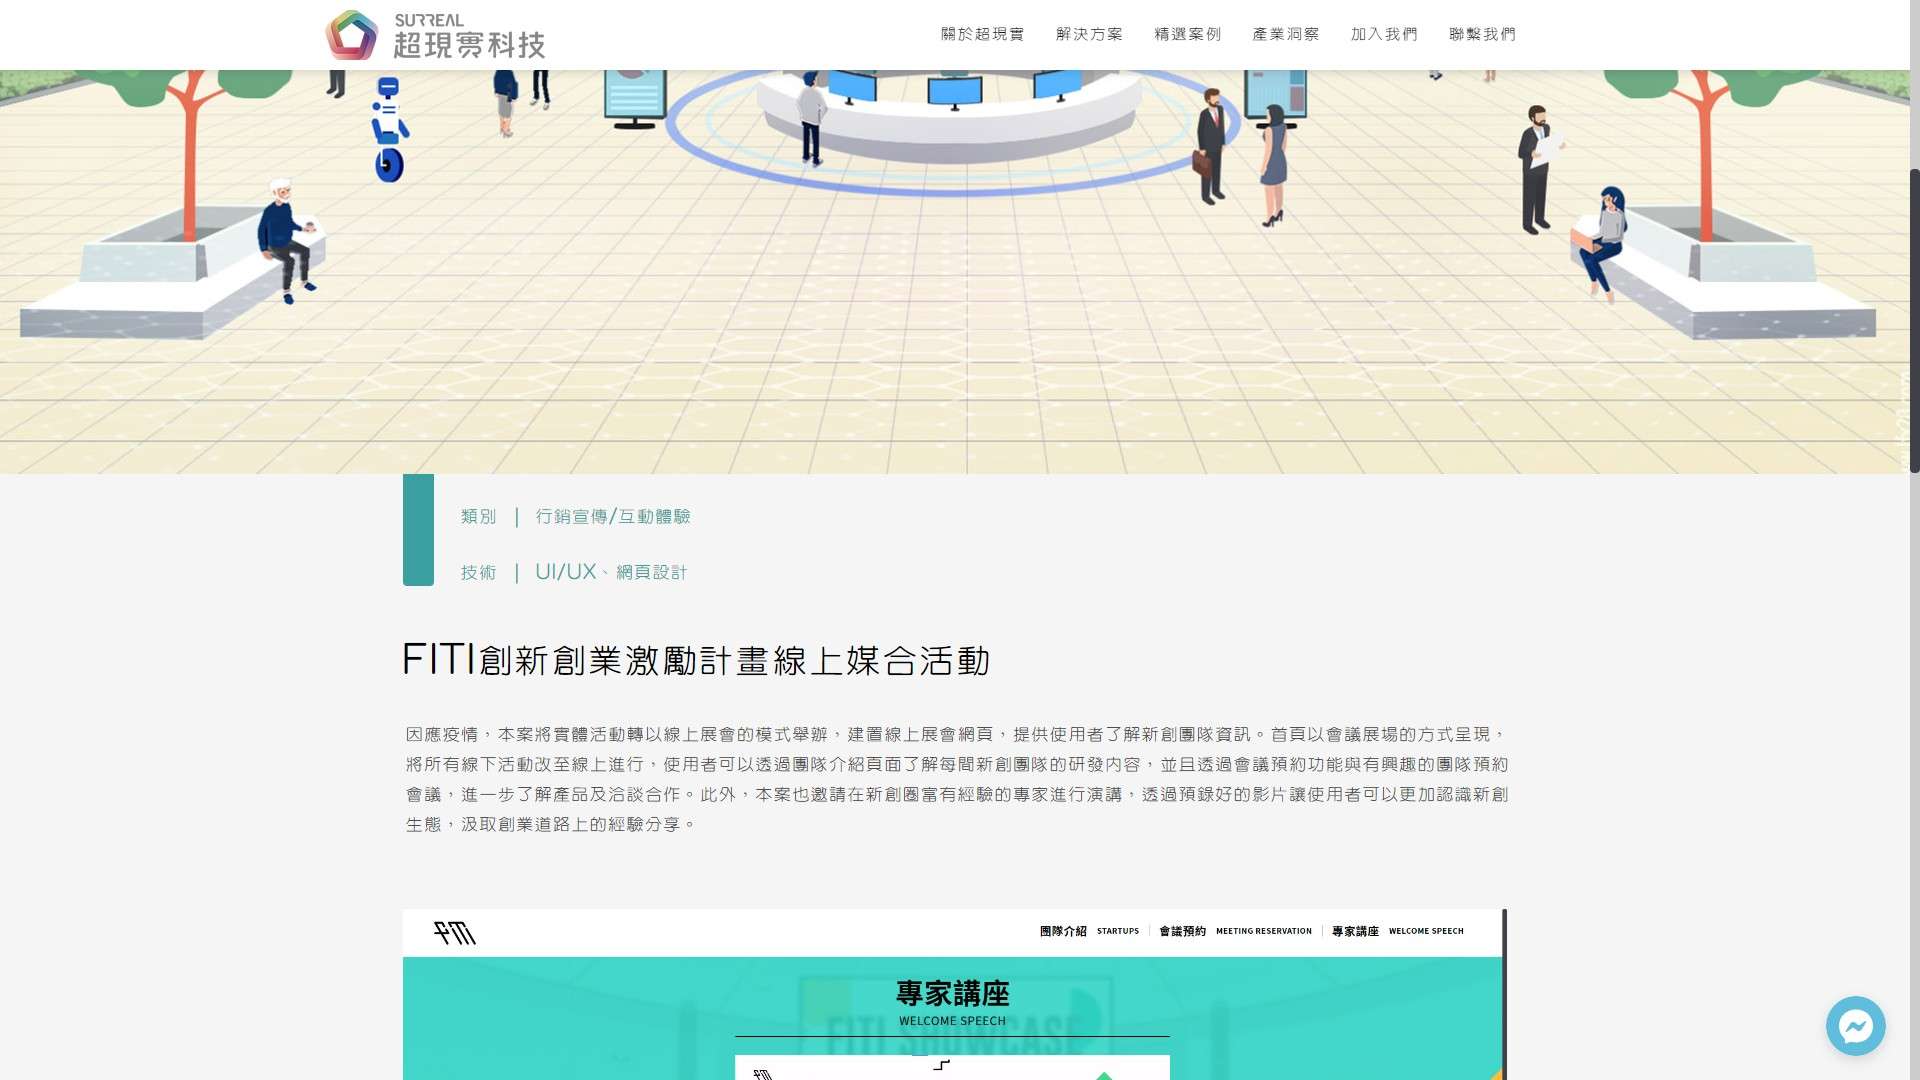 SURREAL
超現實科技
關於超現實 解決方案 精選案例 產業洞察 加入我們 聯繫我們
類別 | 行銷宣傳/互動體驗
技術 | UI/UX、網頁設計
FITI創新創業激勵計畫線上媒合活動
因應疫情，本案將實體活動轉以線上展會的模式舉辦，建置線上展會網頁，提供使用者了解新創團隊資訊。首頁以會議展場的方式呈現，
將所有線下活動改至線上進行，使用者可以透過團隊介紹頁面了解每間新創團隊的研發内容，並且透過會議預約功能與有興趣的團隊預約
會議，進一步了解產品及洽談合作。此外，本案也邀請在新創圈富有經驗的專家進行演講，透過預錄好的影片讓使用者可以更加認識新創
生態，汲取創業道路上的經驗分享。
FITI
團隊介紹 STARTUPS 會議預約 MEETING RESERVATION 專家講座 WELCOME SPEECH
專家講座
WELCOME SPEECH
FITI SHOWCASE